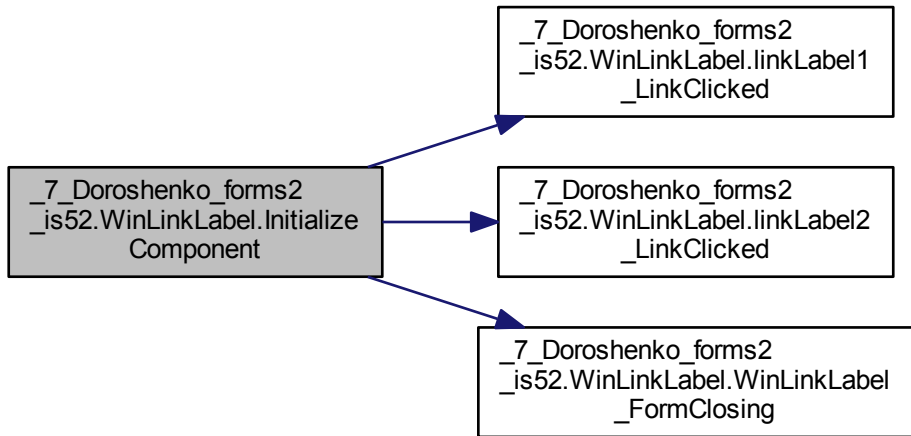 _7_Doroshenko_forms2
_is52.WinLinkLabel.linkLabel1
_LinkClicked
_7_Doroshenko_forms2
_is52.WinLinkLabel.Initialize
Component
_7_Doroshenko_forms2
_is52.WinLinkLabel.linkLabel2
_LinkClicked
_7_Doroshenko_forms2
_is52.WinLinkLabel.WinLinkLabel
_FormClosing